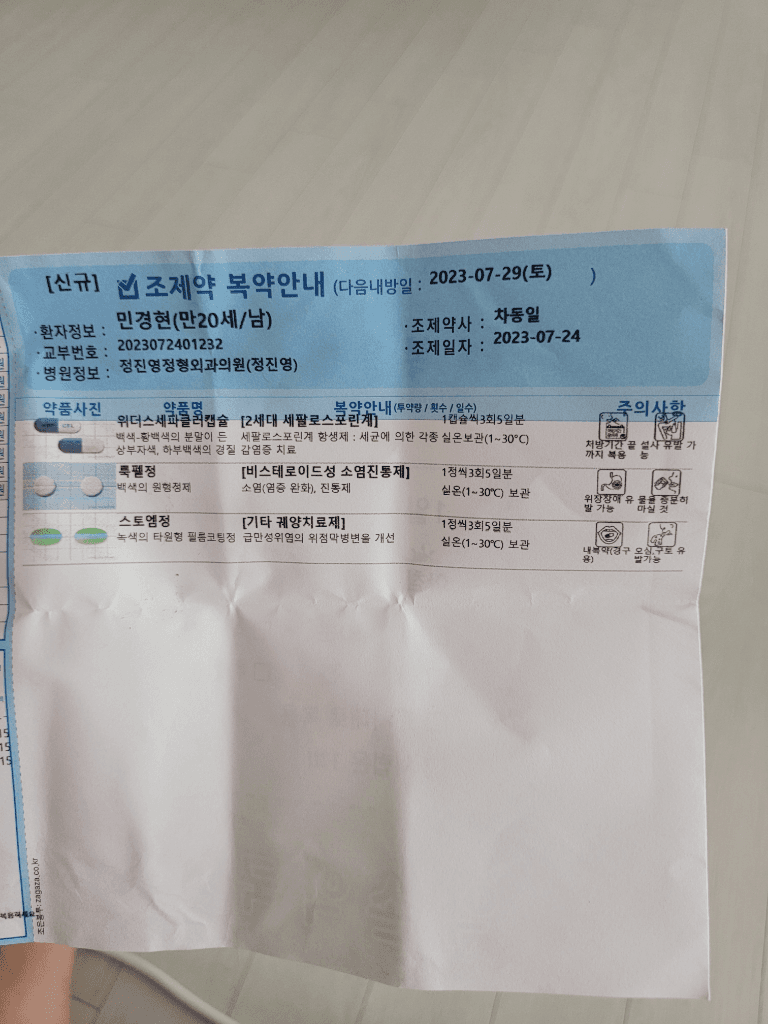 [신규] 조제약 복약안내 (다음내방일 : 2023-07-29(토) )
·환자정보 : 민경현(만20세/남)
·교부번호 : 2023072401232
·병원정보 : 정진영정형외과의원(정진영)
·조제약사 : 차동일
·조제일자 : 2023-07-24
약품사진 약품명 복약안내(투약량 / 횟수 / 일수) 주의사항
위더스세파클러캡슐 [2세대 세팔로스포린계] 1캡슐씩3회5일분
백색-황백색의 분말이 든 세팔로스포린계 항생제 : 세균에 의한 각종 실온보관(1~30℃)
상부자색, 하부백색의 경질 감염증 치료
처방기간 끝까지 복용
설사 유발 가능
룩펠정 [비스테로이드성 소염진통제] 1정씩3회5일분
백색의 원형정제 소염(염증 완화), 진통제 실온(1~30℃) 보관
위장장애 유발 가능
물을 충분히 마실 것
스토엠정 [기타 궤양치료제] 1정씩3회5일분
녹색의 타원형 필름코팅정 급만성위염의 위점막병변을 개선 실온(1~30℃) 보관
내복약(경구용)
오심,구토 유발가능
zagaza.co.kr
15
15